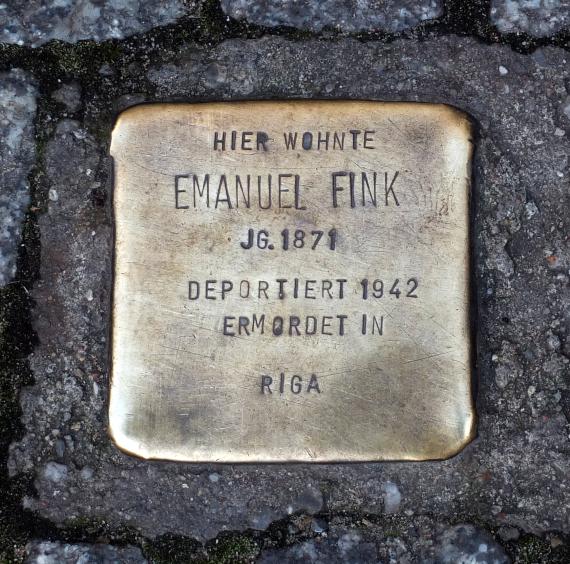 HIER WOHNTE
EMANUEL FINK
JG. 1871
DEPORTIERT 1942
ERMORDET IN
RIGA